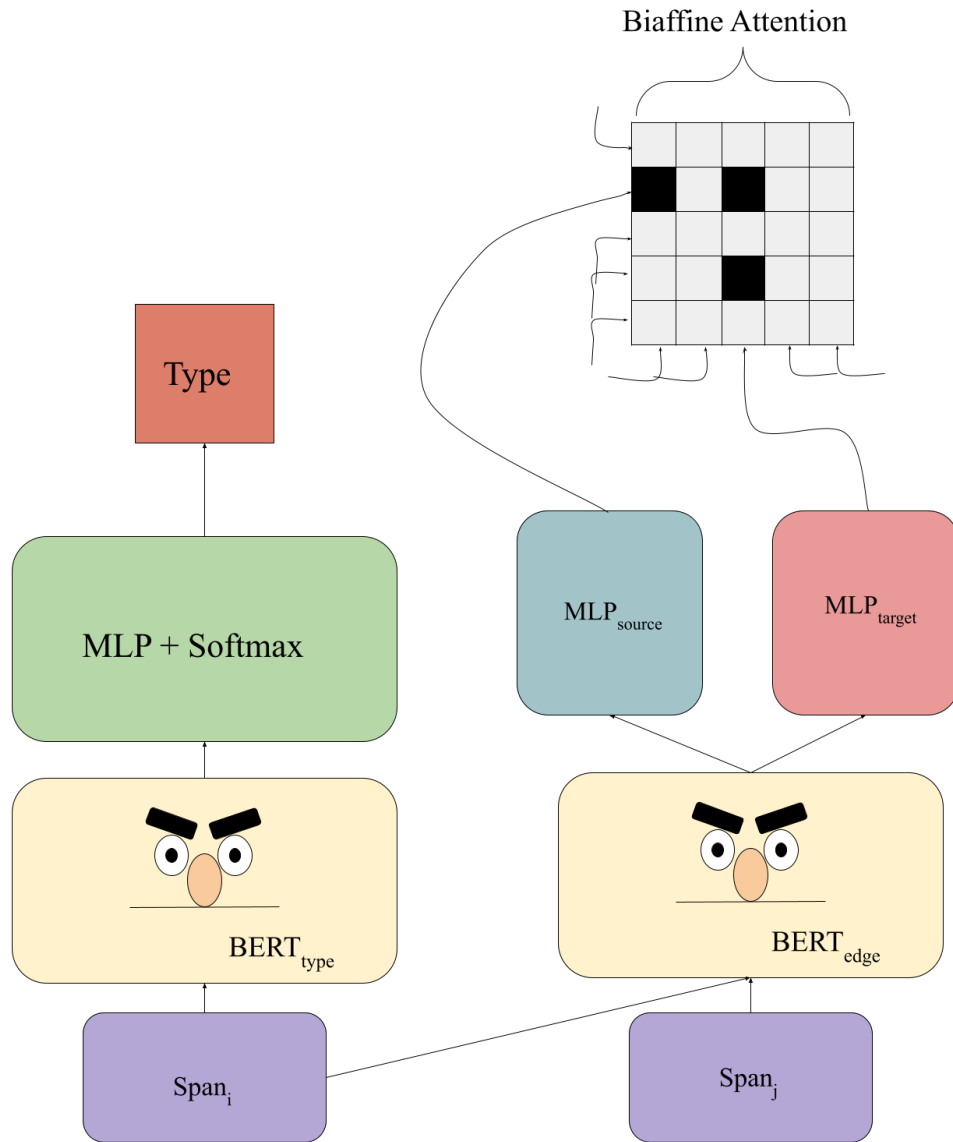 Biaffine Attention
Type
MLP + Softmax
MLPsource
MLPtarget
BERTtype
BERTedge
Spani
Spanj